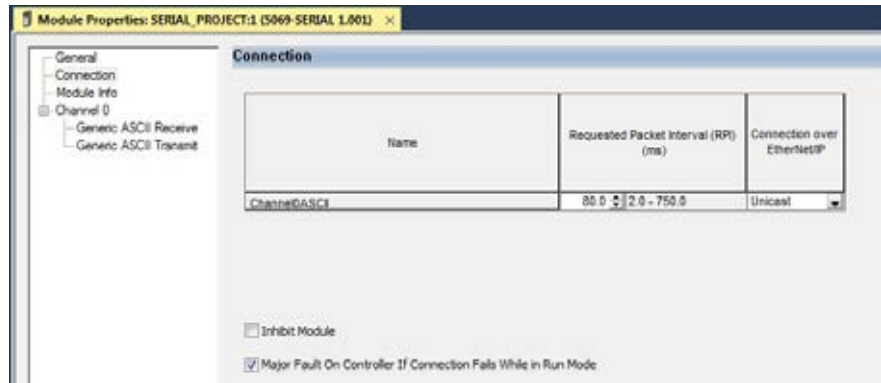 Module Properties: SERIAL_PROJECT:1 (5069-SERIAL 1.001) ×
General
Connection
Module Info
Channel 0
Generic ASCII Receive
Generic ASCII Transmit
Connection
Name
Requested Packet Interval (RPI)
(ms)
Connection over
EtherNet/IP
Channel0ASCII
80.0
2.0 - 750.0
Unicast
Inhibit Module
Major Fault On Controller If Connection Fails While in Run Mode